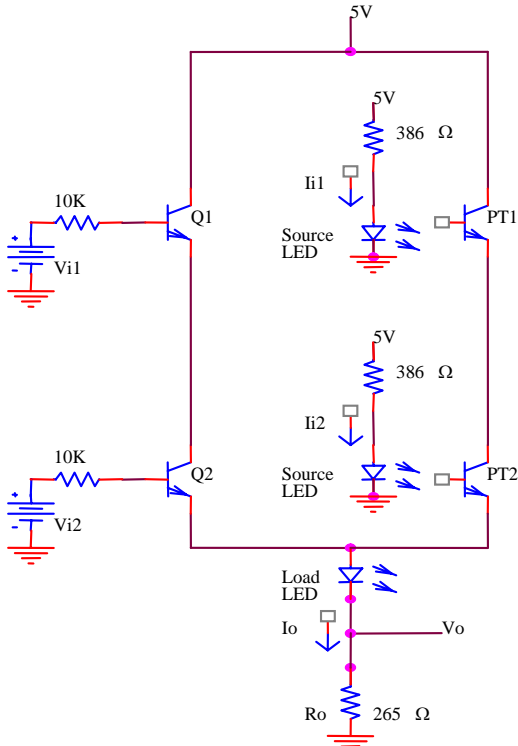 5V
5V
386 Ω
Ii1
10K
Q1
PT1
Source
LED
+
-
Vi1
5V
386 Ω
Ii2
10K
Q2
PT2
Source
LED
+
-
Vi2
Load
LED
Io
Vo
Ro
265 Ω